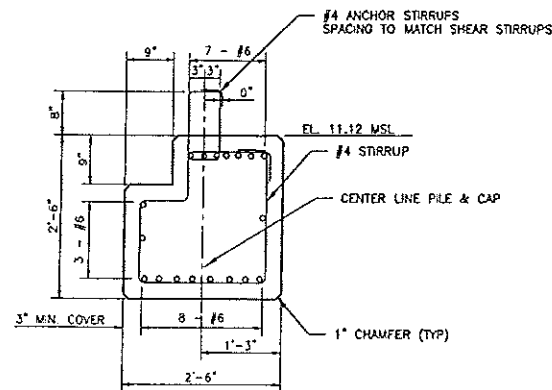 #4 ANCHOR STIRRUPS
SPACING TO MATCH SHEAR STIRRUPS
7 - #6
9"
3" 3"
0"
8"
EL. 11.12 MSL
#4 STIRRUP
9"
CENTER LINE PILE & CAP
2'-6"
3 - #6
3" MIN. COVER
8 - #6
1" CHAMFER (TYP)
1'-3"
2'-6"